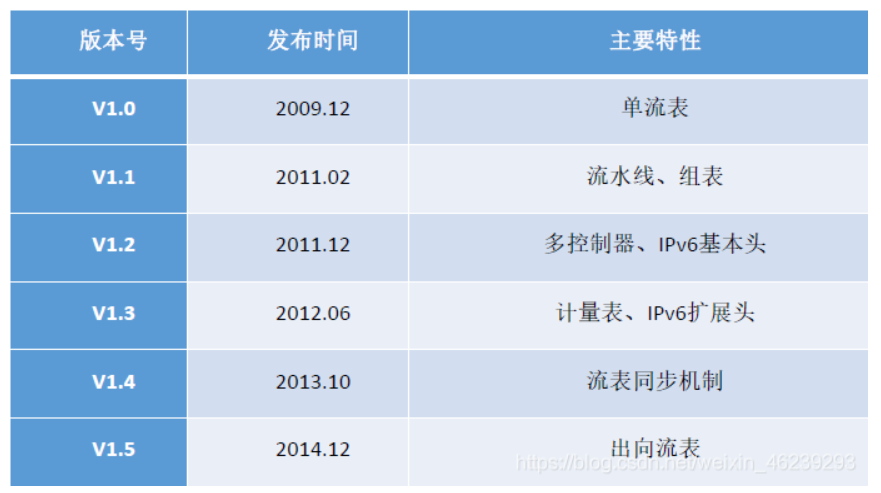 版本号 发布时间 主要特性
V1.0 2009.12 单流表
V1.1 2011.02 流水线、组表
V1.2 2011.12 多控制器、IPv6基本头
V1.3 2012.06 计量表、IPv6扩展头
V1.4 2013.10 流表同步机制
V1.5 2014.12 出向流表
https://blog.csdn.net/weixin_46239293